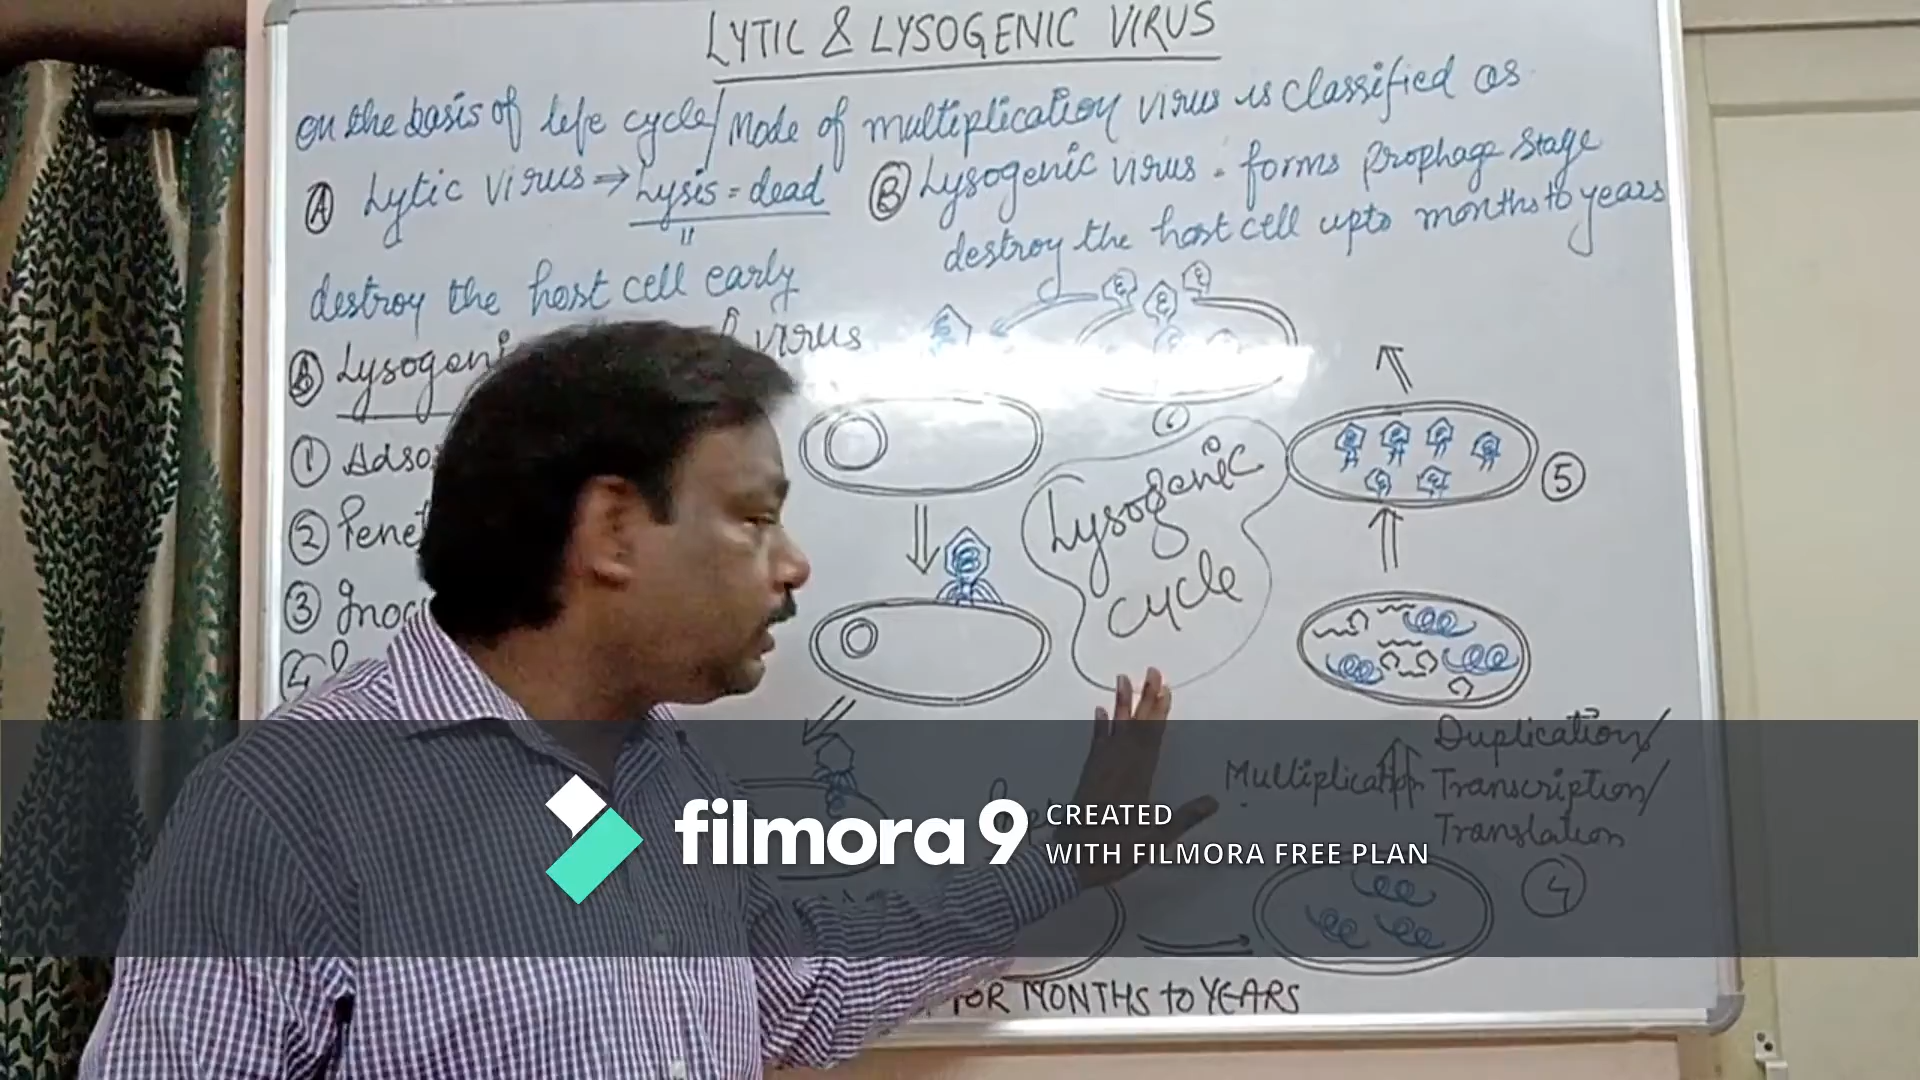 LYTIC & LYSOGENIC VIRUS
on the basis of life cycle/Mode of multiplication virus is classified as
A Lytic virus ⇒ Lysis = dead
destroy the host cell early
B Lysogenic virus - forms prophage stage
destroy the host cell upto months to years
B Lysogeni virus
1 Adso
2 Penet
3 Inoc
4
Lysogenic
cycle
6
5
Multiplication
Duplication/
Transcription/
Translation
4
FOR MONTHS to YEARS
filmora 9
CREATED
WITH FILMORA FREE PLAN